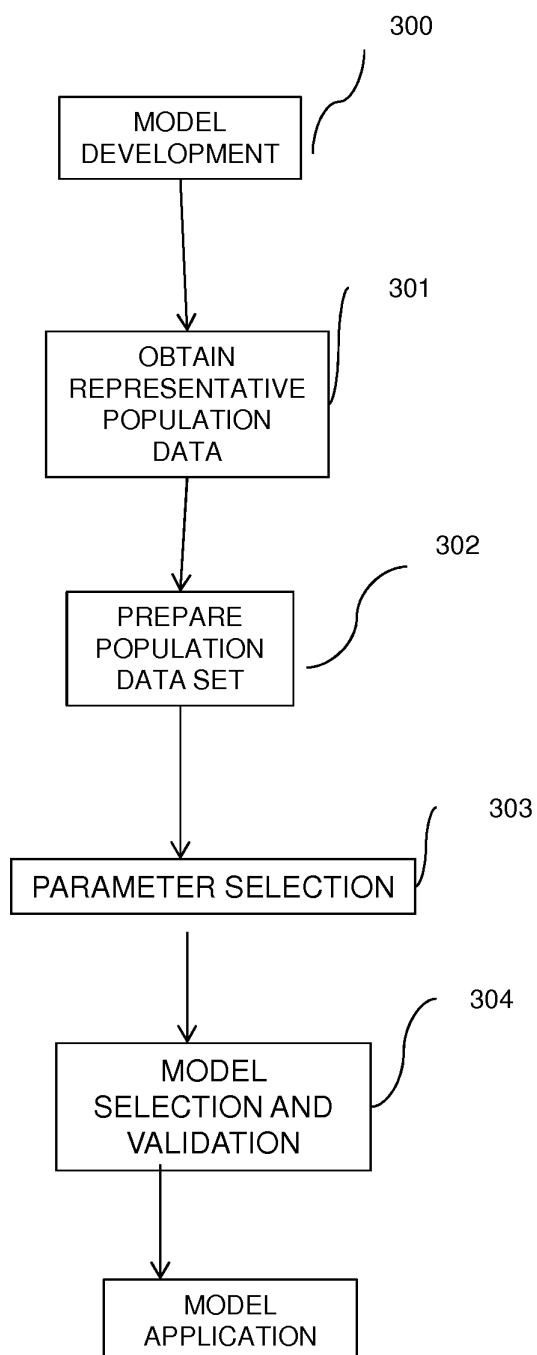 300
MODEL
DEVELOPMENT
301
OBTAIN
REPRESENTATIVE
POPULATION
DATA
302
PREPARE
POPULATION
DATA SET
303
PARAMETER SELECTION
304
MODEL
SELECTION AND
VALIDATION
MODEL
APPLICATION